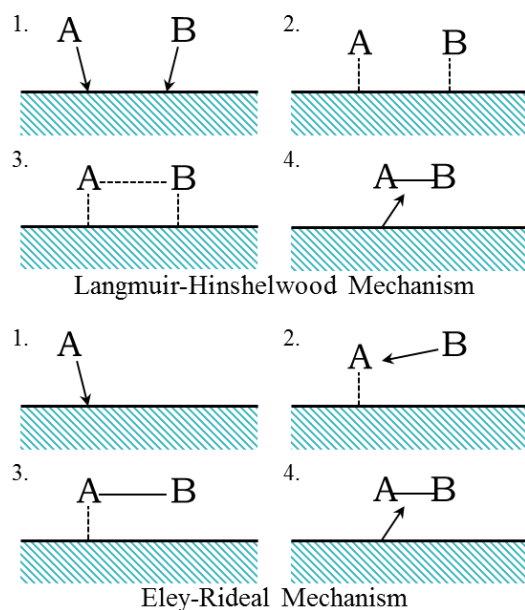 1. A B
2. A B
3. A B
4. A B
Langmuir-Hinshelwood Mechanism
1. A
2. A B
3. A B
4. A B
Eley-Rideal Mechanism